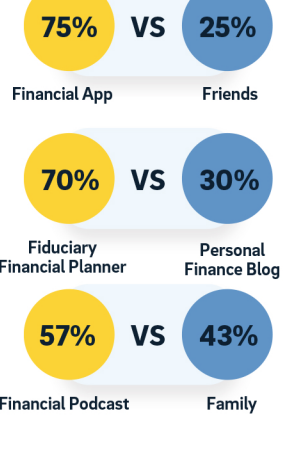 75% VS 25%
Financial App Friends
70% VS 30%
Fiduciary Personal
Financial Planner Finance Blog
57% VS 43%
Financial Podcast Family